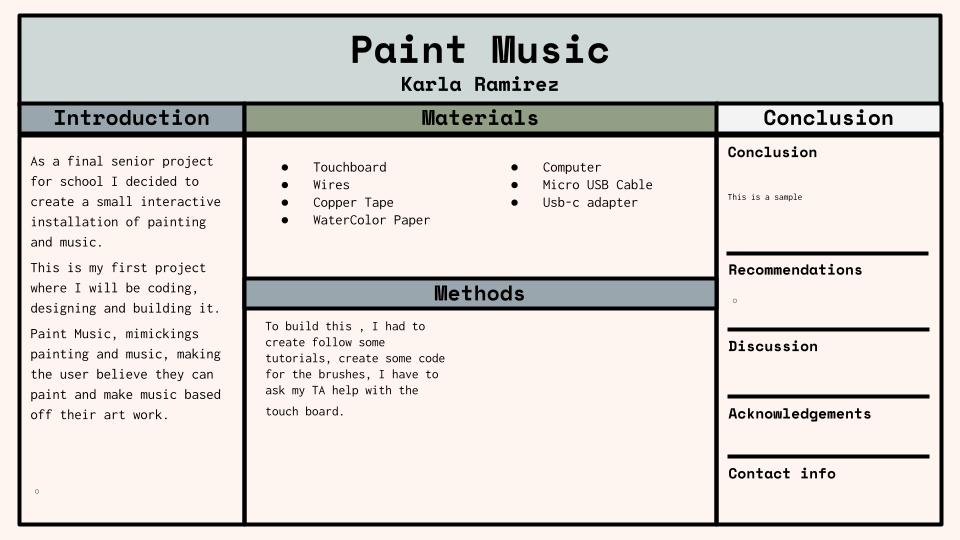 Paint Music
Karla Ramirez
Introduction
As a final senior project
for school I decided to
create a small interactive
installation of painting
and music.
This is my first project
where I will be coding,
designing and building it.
Paint Music, mimickings
painting and music, making
the user believe they can
paint and make music based
off their art work.
Materials
● Touchboard
● Wires
● Copper Tape
● WaterColor Paper
● Computer
● Micro USB Cable
● Usb-c adapter
Methods
To build this , I had to
create follow some
tutorials, create some code
for the brushes, I have to
ask my TA help with the
touch board.
Conclusion
Conclusion
This is a sample
Recommendations
Discussion
Acknowledgements
Contact info